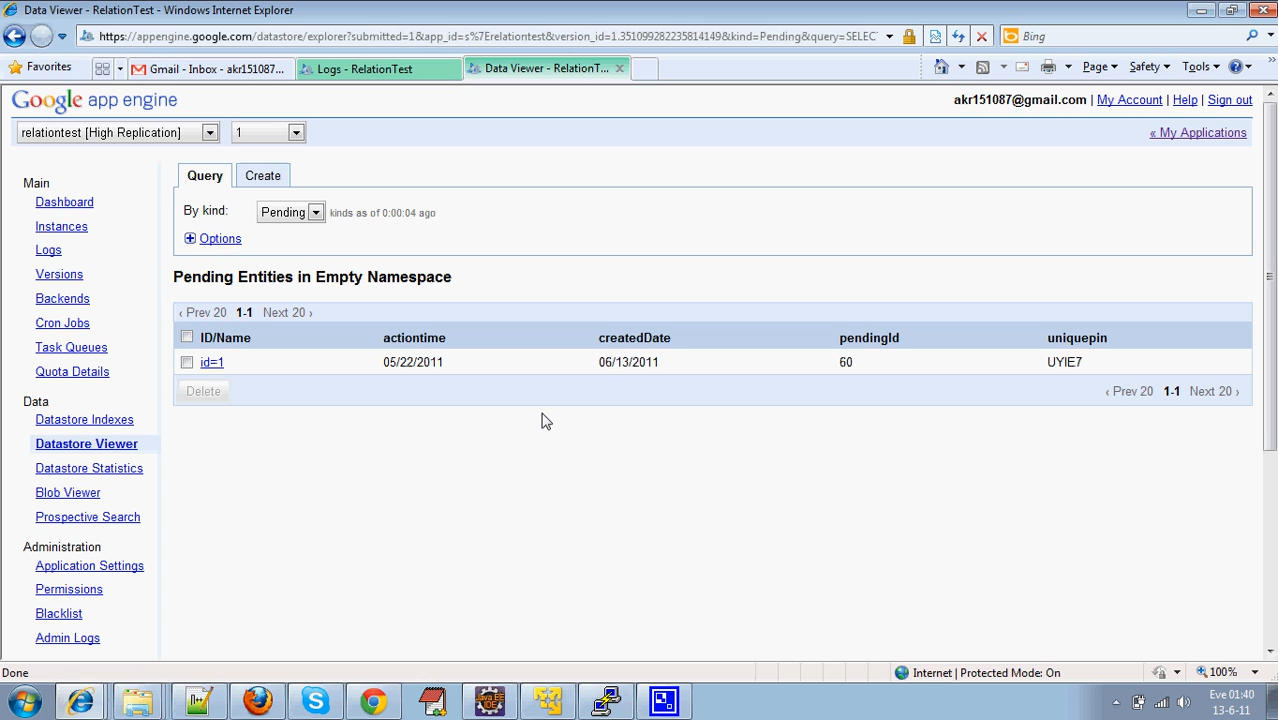 Data Viewer - RelationTest - Windows Internet Explorer
https://appengine.google.com/datastore/explorer?submitted=1&app_id=s%7Erelationtest&version_id=1.351099282235814149&kind=Pending&query=SELEC
Bing
Favorites
Gmail - Inbox - akr151087...
Logs - RelationTest
Data Viewer - RelationT...
Page
Safety
Tools
Google app engine
akr151087@gmail.com | My Account | Help | Sign out
relationtest [High Replication]
1
« My Applications
Main
Dashboard
Instances
Logs
Versions
Backends
Cron Jobs
Task Queues
Quota Details
Data
Datastore Indexes
Datastore Viewer
Datastore Statistics
Blob Viewer
Prospective Search
Administration
Application Settings
Permissions
Blacklist
Admin Logs
Query
Create
By kind:
Pending
kinds as of 0:00:04 ago
Options
Pending Entities in Empty Namespace
‹ Prev 20 1-1 Next 20 ›
ID/Name actiontime createdDate pendingId uniquepin
id=1 05/22/2011 06/13/2011 60 UYIE7
Delete
‹ Prev 20 1-1 Next 20 ›
Done
Internet | Protected Mode: On
100%
Eve 01:40
13-6-11